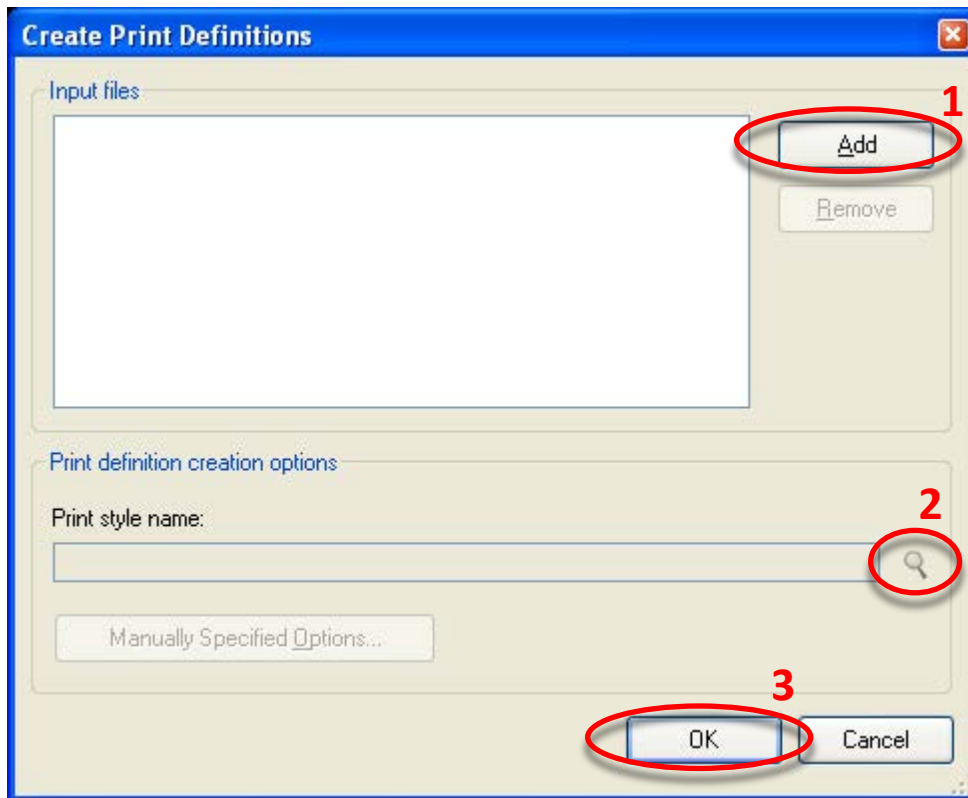 Create Print Definitions
Input files
1
Add
Remove
Print definition creation options
Print style name:
2
Manually Specified Options...
3
OK
Cancel